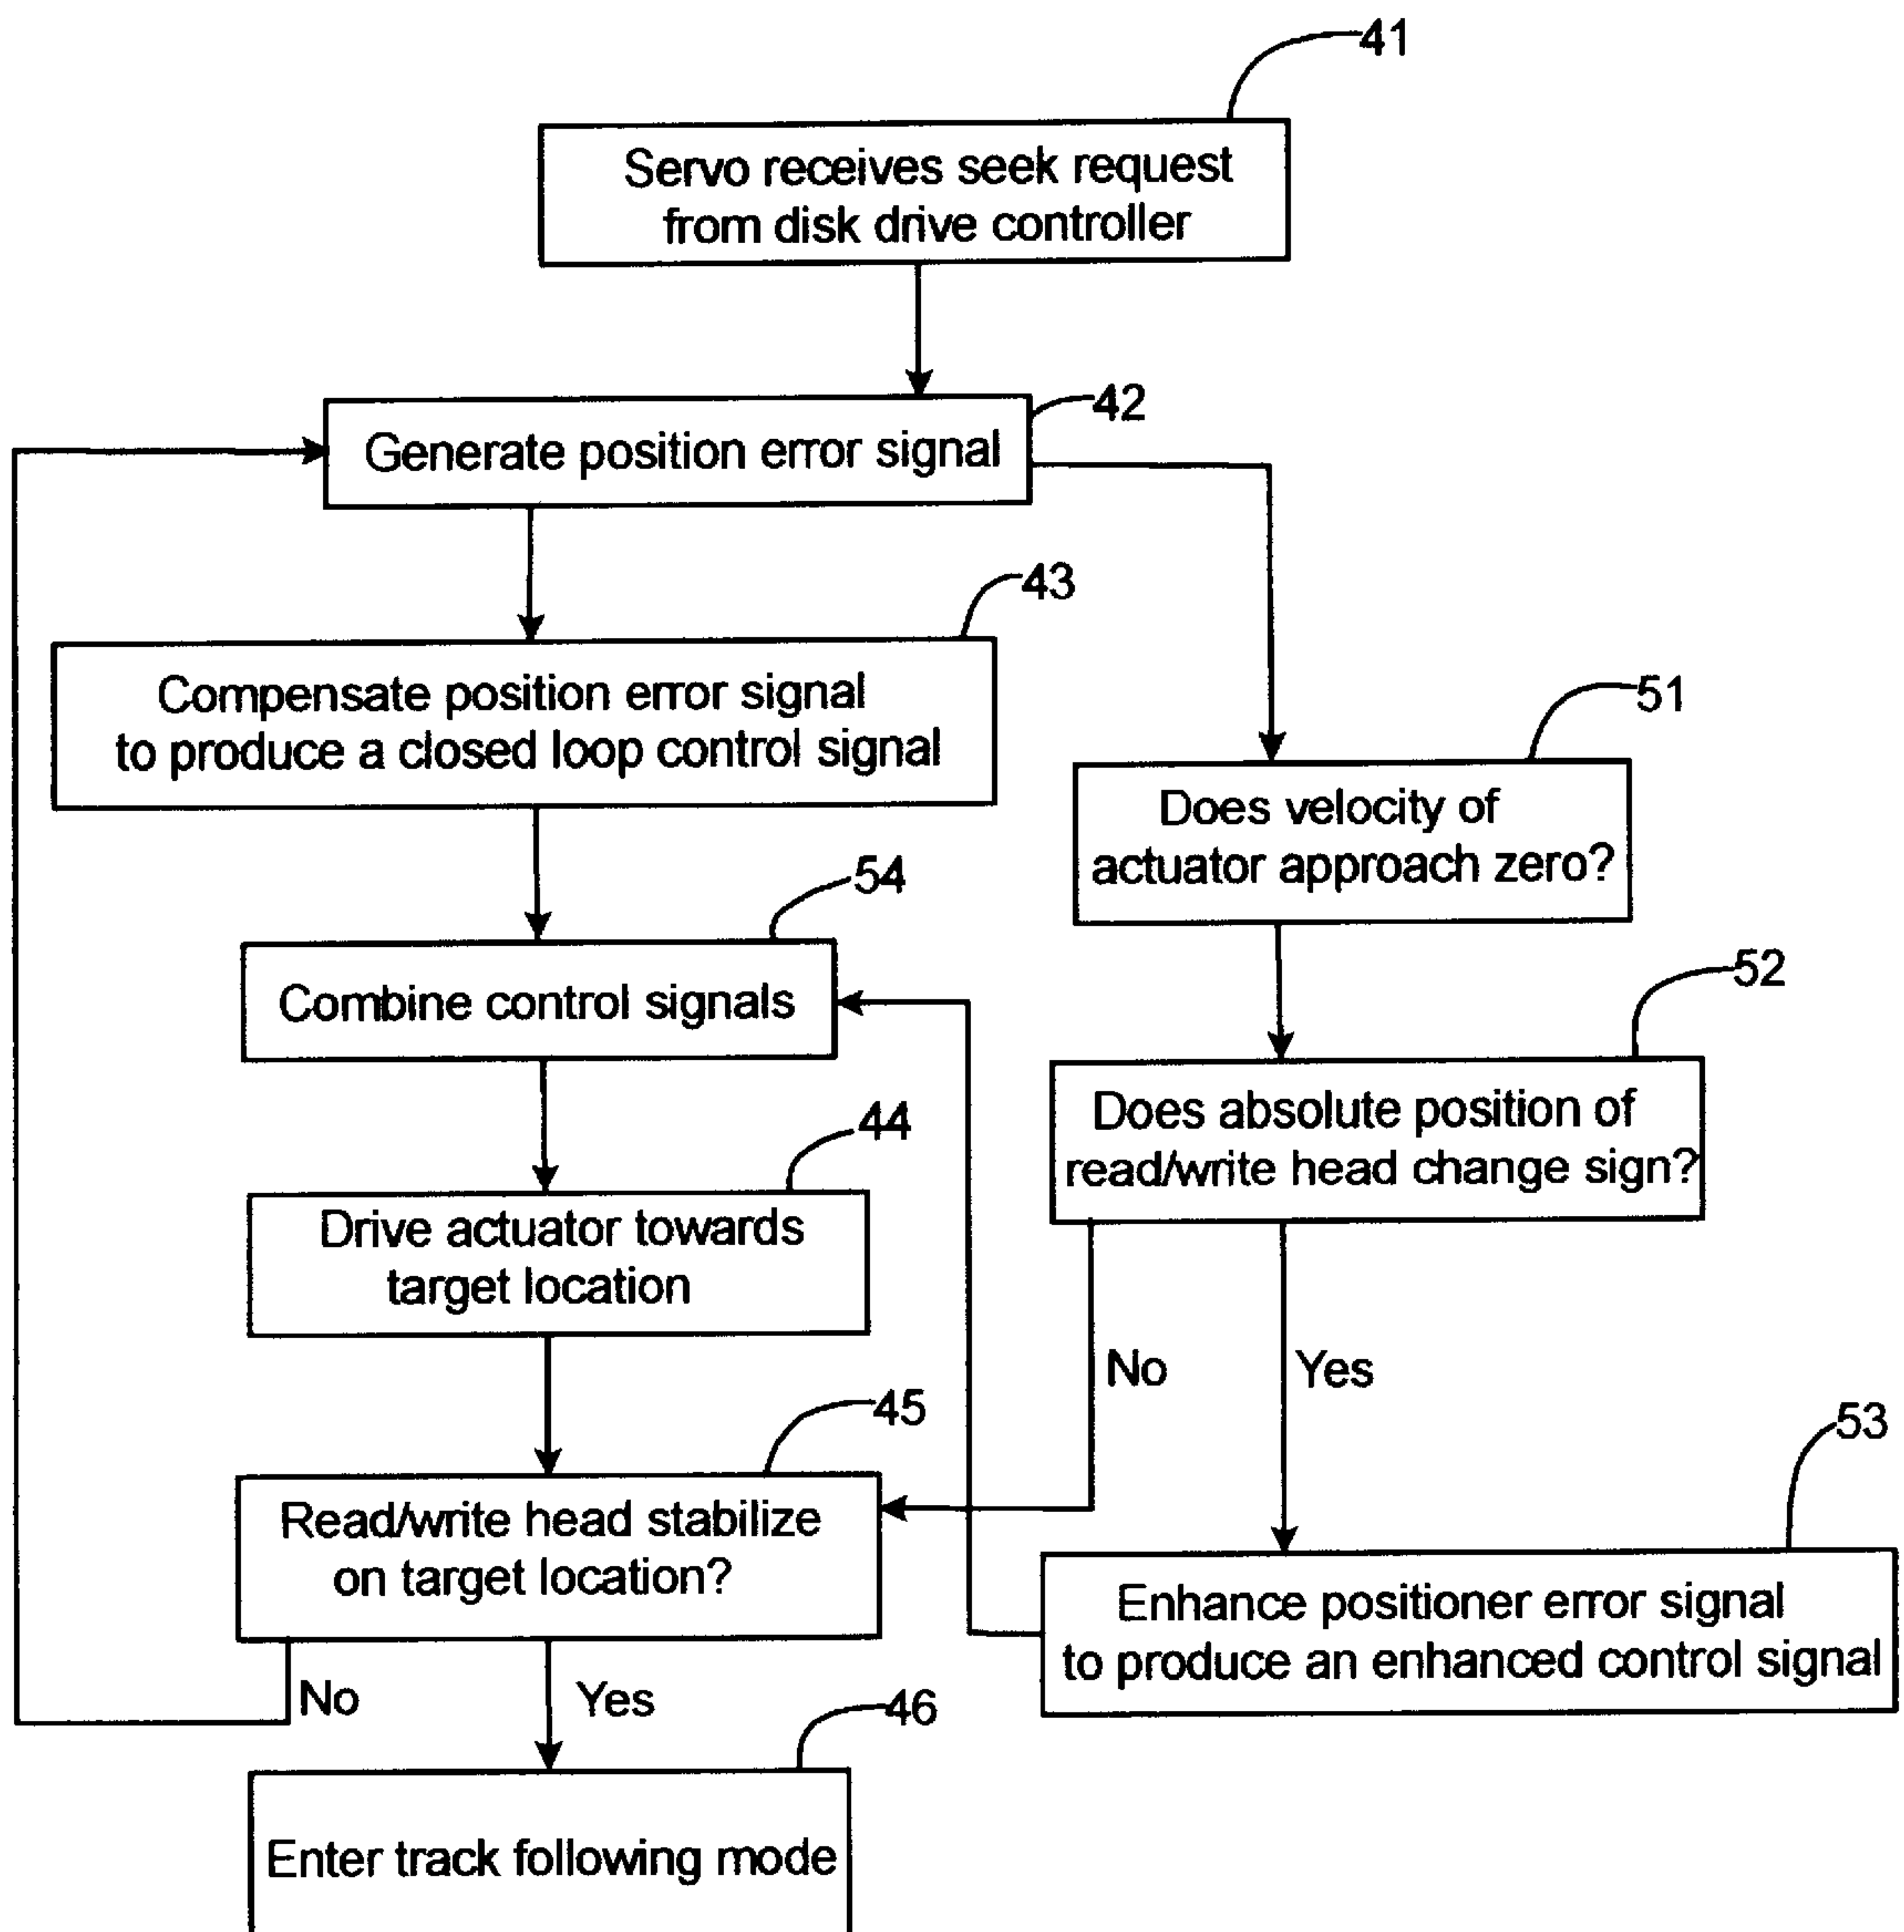 41
Servo receives seek request
from disk drive controller
42
Generate position error signal
43
Compensate position error signal
to produce a closed loop control signal
51
Does velocity of
actuator approach zero?
54
Combine control signals
52
Does absolute position of
read/write head change sign?
44
Drive actuator towards
target location
No
Yes
45
Read/write head stabilize
on target location?
53
Enhance positioner error signal
to produce an enhanced control signal
No
Yes
46
Enter track following mode